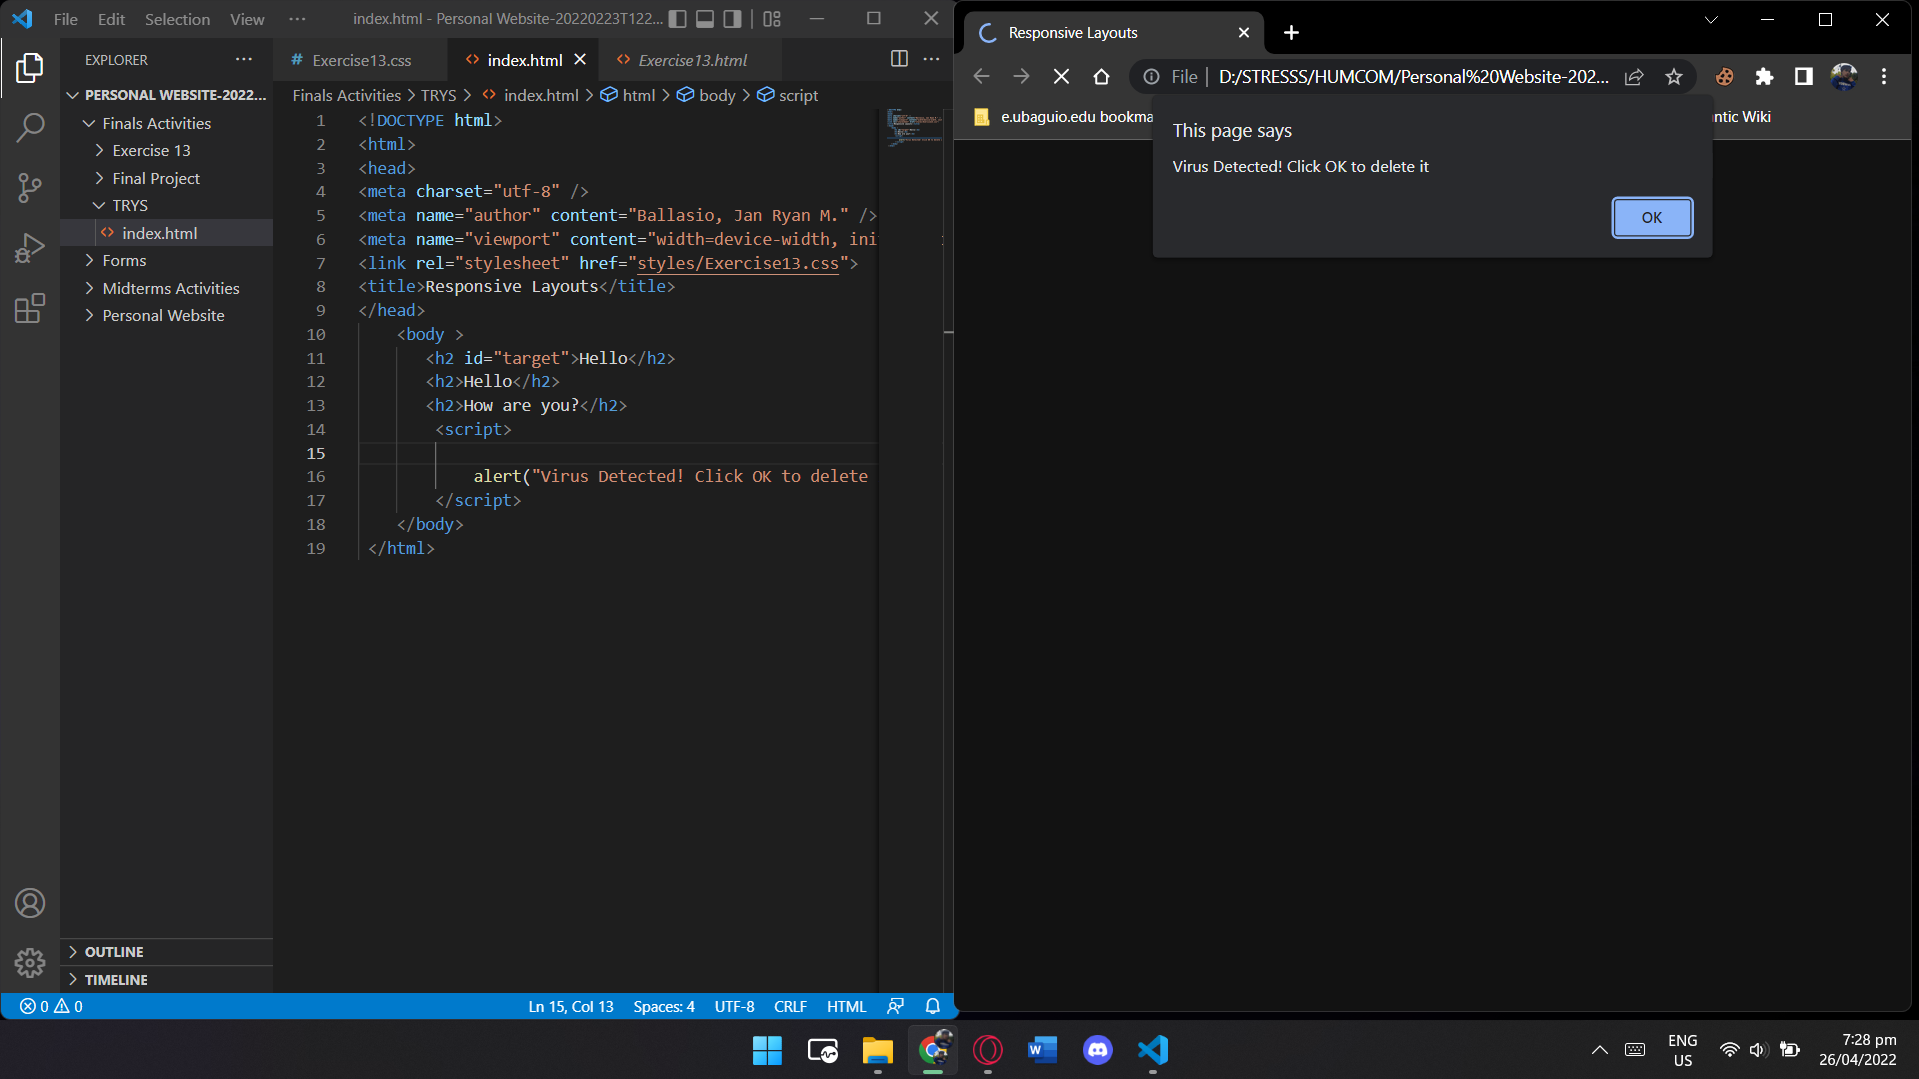 File Edit Selection View ··· index.html - Personal Website-20220223T122...
EXPLORER ···
PERSONAL WEBSITE-2022...
Finals Activities
Exercise 13
Final Project
TRYS
<> index.html
Forms
Midterms Activities
Personal Website
OUTLINE
TIMELINE
# Exercise13.css <> index.html <> Exercise13.html ···
Finals Activities > TRYS > <> index.html > html > body > script
1 <!DOCTYPE html>
2 <html>
3 <head>
4 <meta charset="utf-8" />
5 <meta name="author" content="Ballasio, Jan Ryan M." />
6 <meta name="viewport" content="width=device-width, ini
7 <link rel="stylesheet" href="styles/Exercise13.css">
8 <title>Responsive Layouts</title>
9 </head>
10 <body >
11 <h2 id="target">Hello</h2>
12 <h2>Hello</h2>
13 <h2>How are you?</h2>
14 <script>
15
16 alert("Virus Detected! Click OK to delete
17 </script>
18 </body>
19 </html>
0 0 Ln 15, Col 13 Spaces: 4 UTF-8 CRLF HTML
Responsive Layouts
File | D:/STRESSS/HUMCOM/Personal%20Website-202...
e.ubaguio.edu bookma
ntic Wiki
This page says
Virus Detected! Click OK to delete it
OK
ENG
US
7:28 pm
26/04/2022